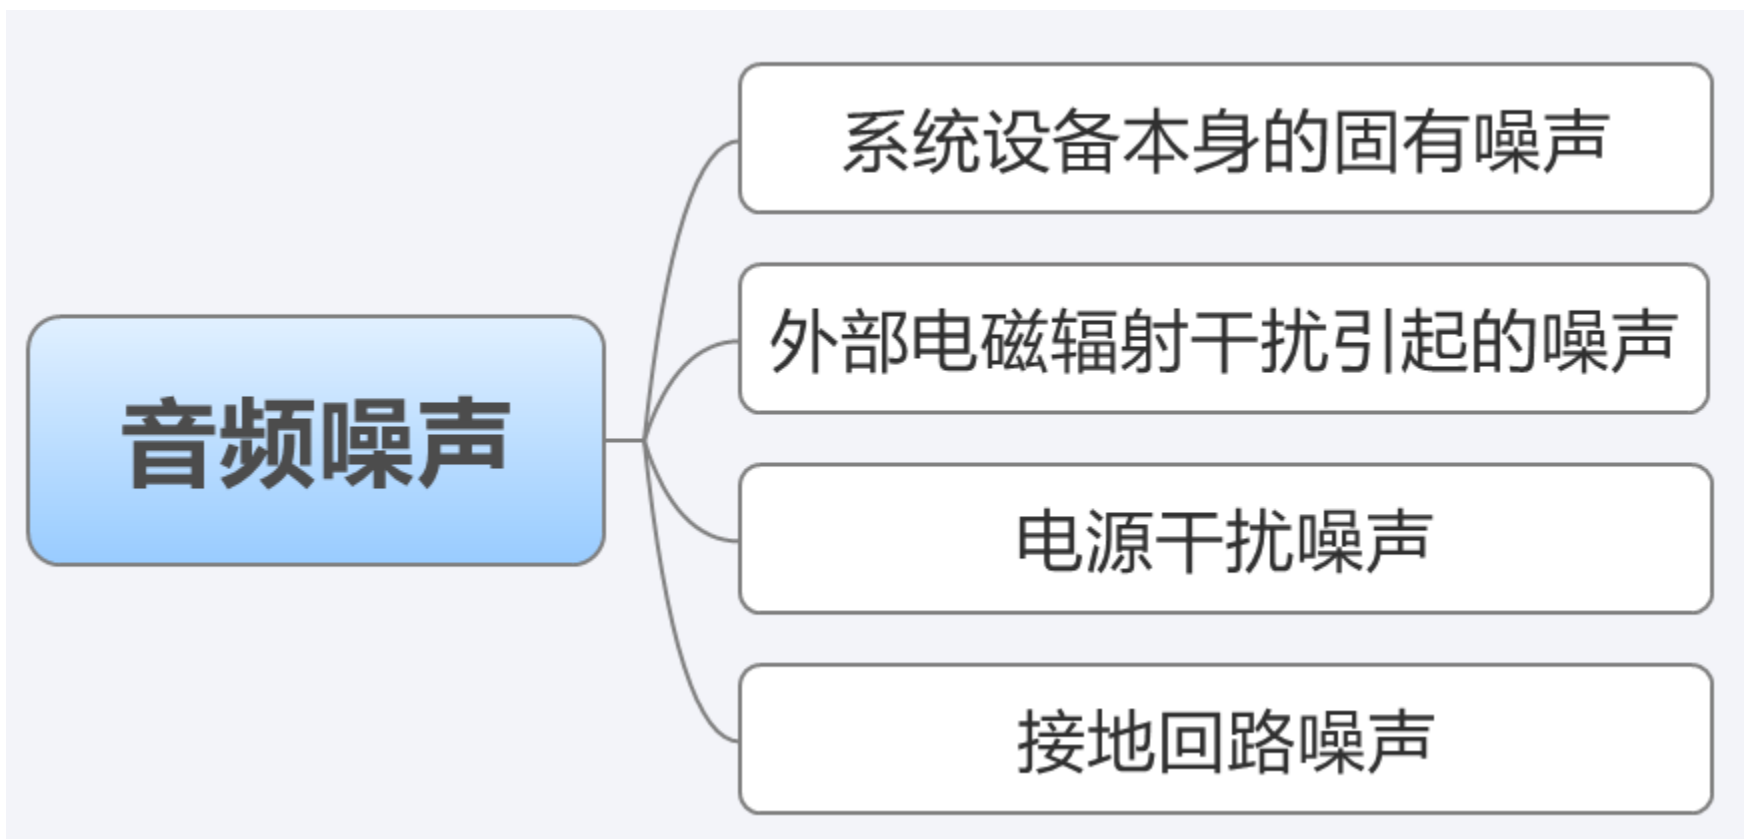 音频噪声
系统设备本身的固有噪声
外部电磁辐射干扰引起的噪声
电源干扰噪声
接地回路噪声